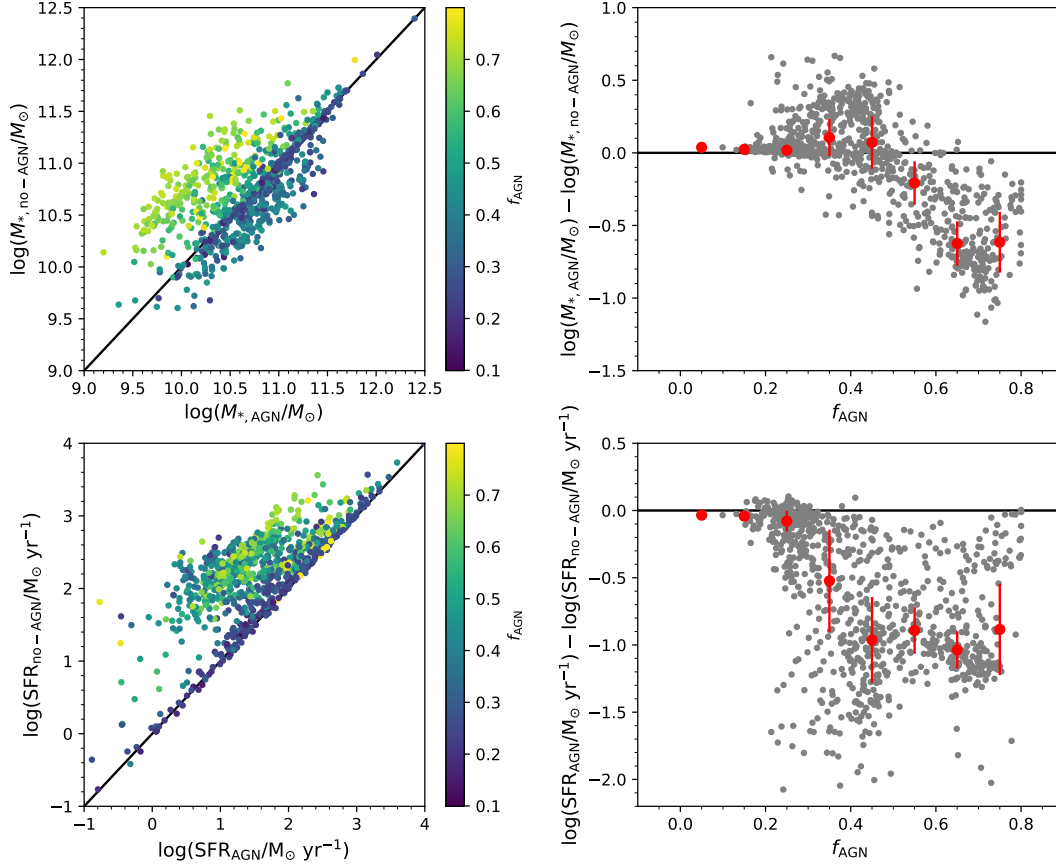 12.5
12.0
11.5
11.0
10.5
10.0
9.5
9.0
log(M*, no−AGN/M⊙)
9.0 9.5 10.0 10.5 11.0 11.5 12.0 12.5
log(M*, AGN/M⊙)
0.7
0.6
0.5
0.4
0.3
0.2
0.1
fAGN
1.0
0.5
0.0
−0.5
−1.0
−1.5
log(M*, AGN/M⊙) − log(M*, no−AGN/M⊙)
0.0 0.2 0.4 0.6 0.8
fAGN
4
3
2
1
0
−1
log(SFRno−AGN/M⊙ yr−1)
−1 0 1 2 3 4
log(SFRAGN/M⊙ yr−1)
0.7
0.6
0.5
0.4
0.3
0.2
0.1
fAGN
0.5
0.0
−0.5
−1.0
−1.5
−2.0
log(SFRAGN/M⊙ yr−1) − log(SFRno−AGN/M⊙ yr−1)
0.0 0.2 0.4 0.6 0.8
fAGN